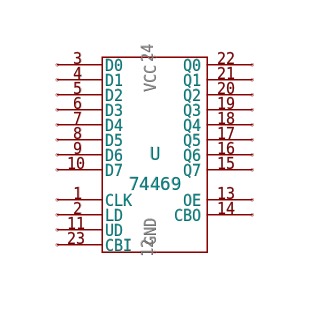 24
VCC
3 D0 Q0 22
4 D1 Q1 21
5 D2 Q2 20
6 D3 Q3 19
7 D4 Q4 18
8 D5 Q5 17
9 D6 Q6 16
10 D7 Q7 15
U
74469
1 CLK OE 13
2 LD CBO 14
11 UD
23 CBI
GND
12